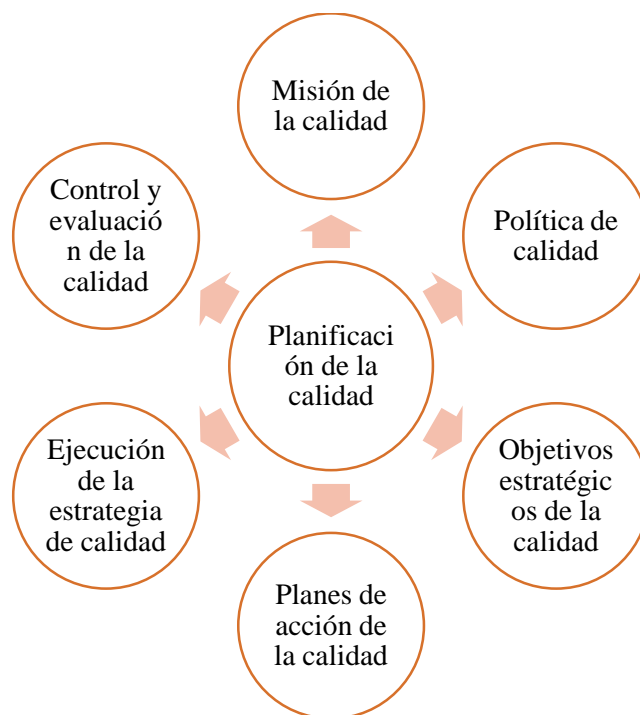 Misión de
la calidad
Política de
calidad
Objetivos
estratégic
os de la
calidad
Planes de
acción de
la calidad
Ejecución
de la
estrategia
de calidad
Control y
evaluació
n de la
calidad
Planificaci
ón de la
calidad